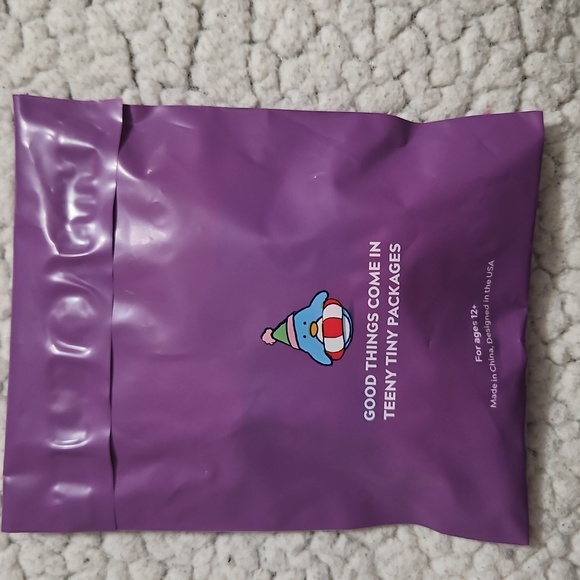 GOOD THINGS COME IN
TEENY TINY PACKAGES
For ages 12+
Made in China, Designed in the USA